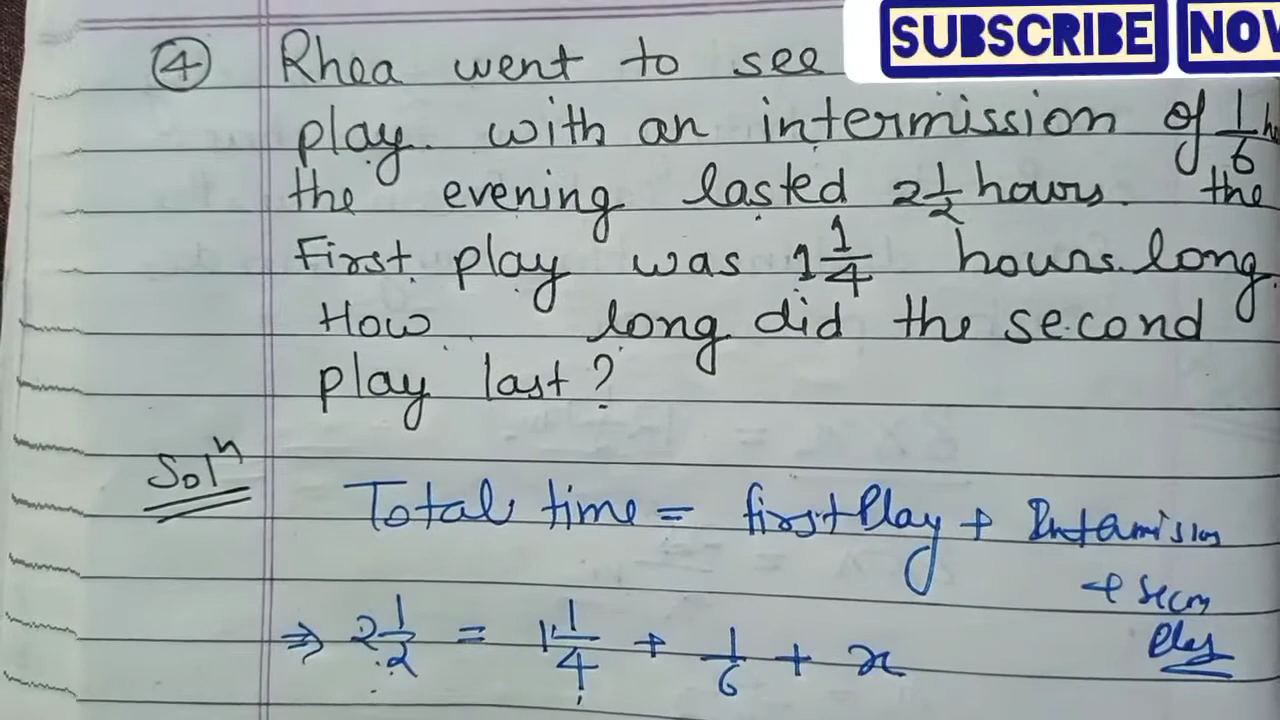 SUBSCRIBE NOW
④ Rhea went to see
play. with an intermission of 1/6 h
the evening lasted 2 1/2 hours. the
First play was 1 1/4 hours long.
How long did the second
play last?
Solⁿ
Total time = first Play + Intamision
+ Secn
Play
⇒ 2 1/2 = 1 1/4 + 1/6 + x